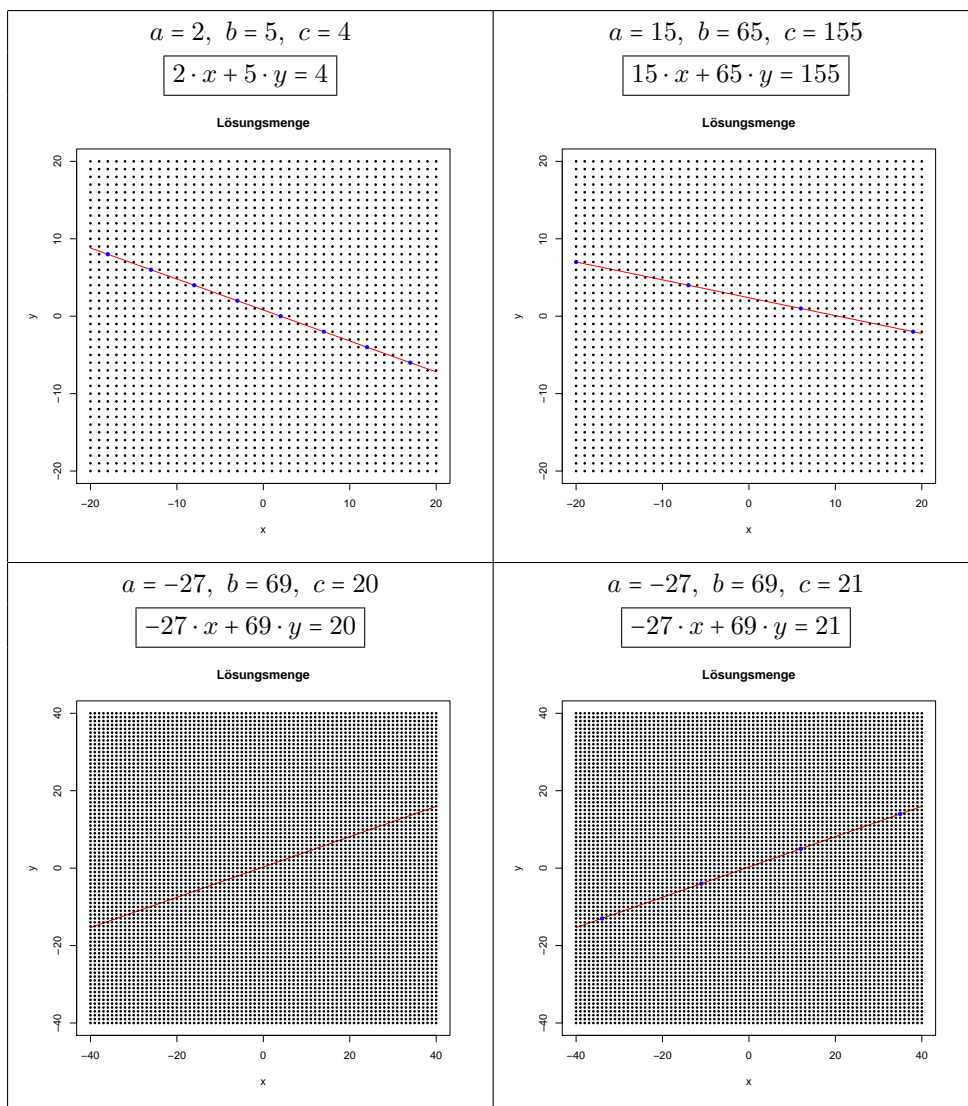 a = 2, b = 5, c = 4
2 · x + 5 · y = 4
Lösungsmenge
20
10
0
−10
−20
y
−20 −10 0 10 20
x
a = 15, b = 65, c = 155
15 · x + 65 · y = 155
Lösungsmenge
20
10
0
−10
−20
y
−20 −10 0 10 20
x
a = −27, b = 69, c = 20
−27 · x + 69 · y = 20
Lösungsmenge
40
20
0
−20
−40
y
−40 −20 0 20 40
x
a = −27, b = 69, c = 21
−27 · x + 69 · y = 21
Lösungsmenge
40
20
0
−20
−40
y
−40 −20 0 20 40
x